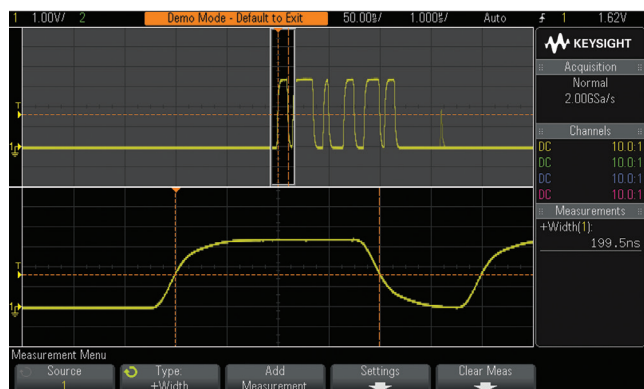 1 1.00V/ 2 Demo Mode - Default to Exit 50.00ns/ 1.000s/ Auto 1 1.62V
KEYSIGHT
Acquisition
Normal
2.00GSa/s
Channels
DC 10.0:1
DC 10.0:1
DC 10.0:1
DC 10.0:1
Measurements
+Width(1):
199.5ns
T
1
T
1
Measurement Menu
Source
1
Type:
+Width
Add
Measurement
Settings
Clear Meas